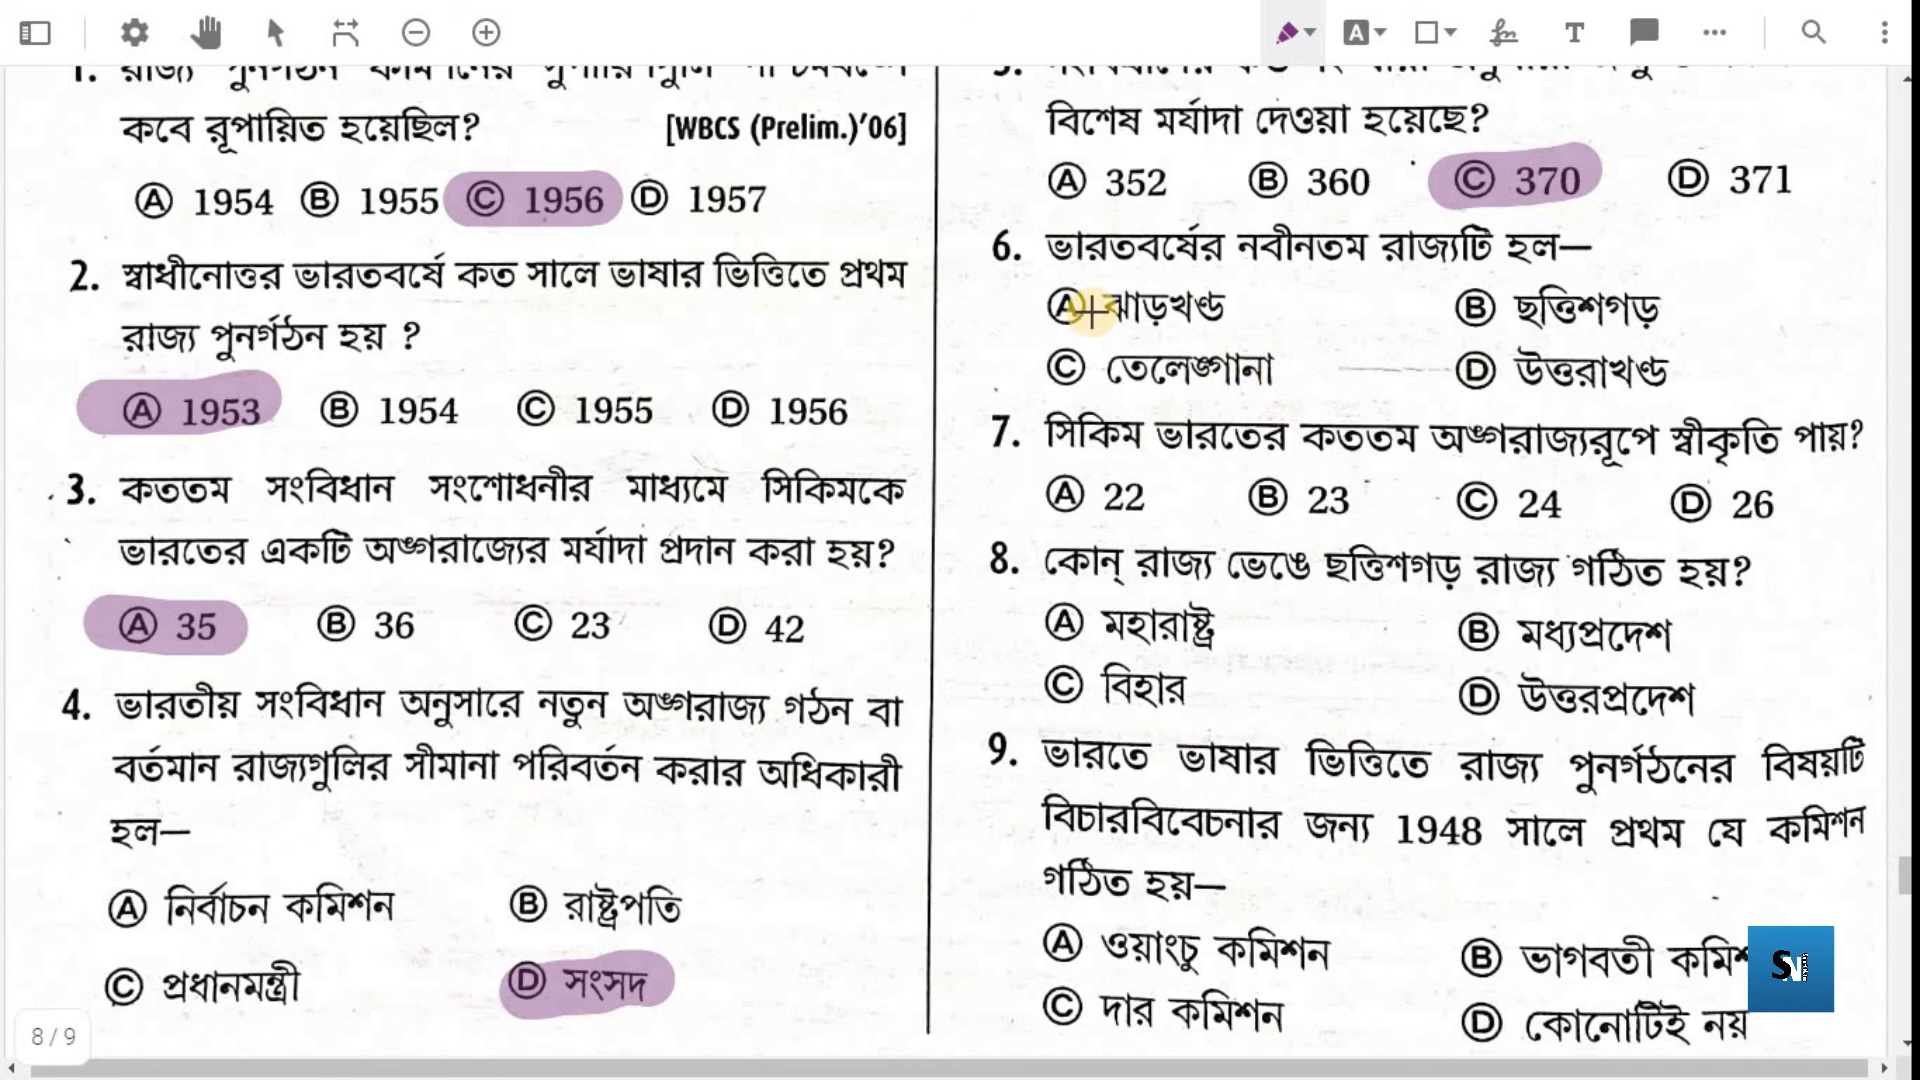 কবে রূপায়িত হয়েছিল? [WBCS (Prelim.)'06]
Ⓐ 1954 Ⓑ 1955 Ⓒ 1956 Ⓓ 1957
2. স্বাধীনোত্তর ভারতবর্ষে কত সালে ভাষার ভিত্তিতে প্রথম
রাজ্য পুনর্গঠন হয় ?
Ⓐ 1953 Ⓑ 1954 Ⓒ 1955 Ⓓ 1956
3. কততম সংবিধান সংশোধনীর মাধ্যমে সিকিমকে
ভারতের একটি অঙ্গরাজ্যের মর্যাদা প্রদান করা হয়?
Ⓐ 35 Ⓑ 36 Ⓒ 23 Ⓓ 42
4. ভারতীয় সংবিধান অনুসারে নতুন অঙ্গরাজ্য গঠন বা
বর্তমান রাজ্যগুলির সীমানা পরিবর্তন করার অধিকারী
হল—
Ⓐ নির্বাচন কমিশন Ⓑ রাষ্ট্রপতি
Ⓒ প্রধানমন্ত্রী Ⓓ সংসদ
বিশেষ মর্যাদা দেওয়া হয়েছে?
Ⓐ 352 Ⓑ 360 Ⓒ 370 Ⓓ 371
6. ভারতবর্ষের নবীনতম রাজ্যটি হল—
Ⓐ ঝাড়খণ্ড Ⓑ ছত্তিশগড়
Ⓒ তেলেঙ্গানা Ⓓ উত্তরাখণ্ড
7. সিকিম ভারতের কততম অঙ্গরাজ্যরূপে স্বীকৃতি পায়?
Ⓐ 22 Ⓑ 23 Ⓒ 24 Ⓓ 26
8. কোন্ রাজ্য ভেঙে ছত্তিশগড় রাজ্য গঠিত হয়?
Ⓐ মহারাষ্ট্র Ⓑ মধ্যপ্রদেশ
Ⓒ বিহার Ⓓ উত্তরপ্রদেশ
9. ভারতে ভাষার ভিত্তিতে রাজ্য পুনর্গঠনের বিষয়টি
বিচারবিবেচনার জন্য 1948 সালে প্রথম যে কমিশন
গঠিত হয়—
Ⓐ ওয়াংচু কমিশন Ⓑ ভাগবতী
Ⓒ দার কমিশন Ⓓ কোনোটিই নয়
8 / 9